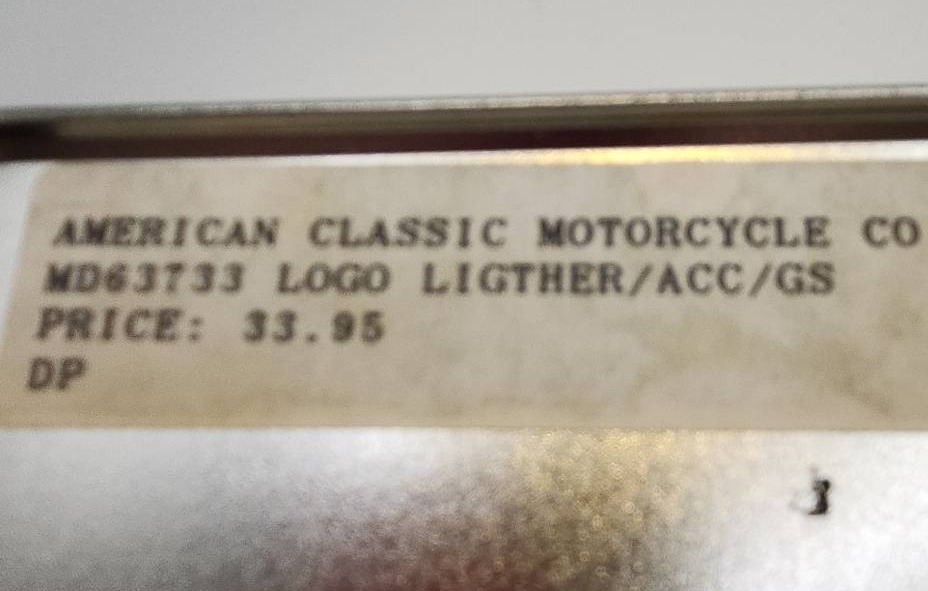 AMERICAN CLASSIC MOTORCYCLE CO
MD63733 LOGO LIGTHER/ACC/GS
PRICE: 33.95
DP